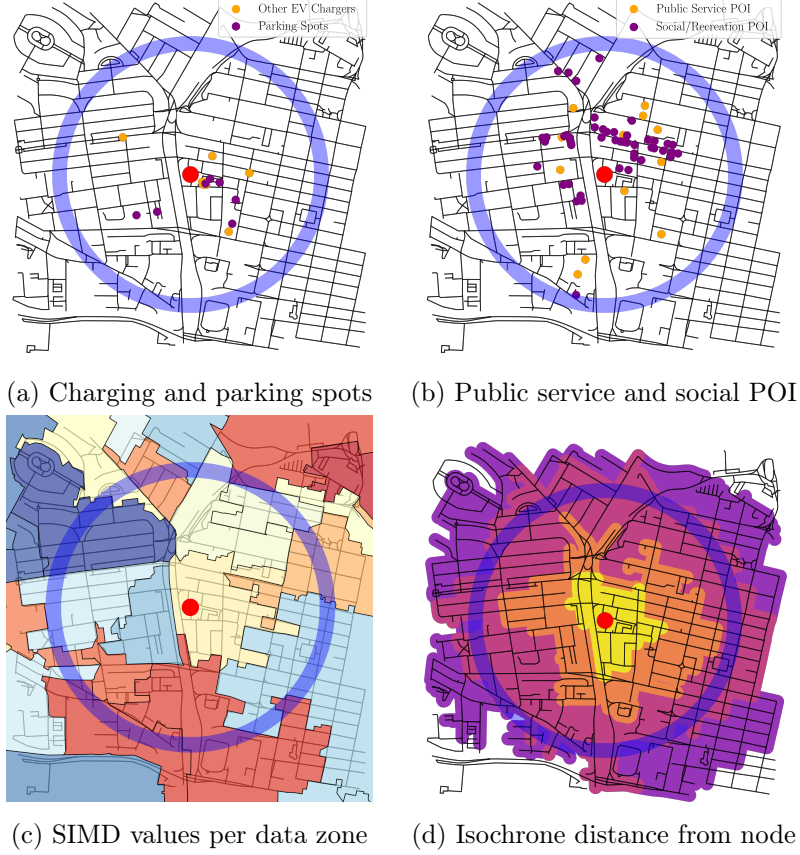 Other EV Chargers
Parking Spots
Public Service POI
Social/Recreation POI
(a) Charging and parking spots
(b) Public service and social POI
(c) SIMD values per data zone
(d) Isochrone distance from node